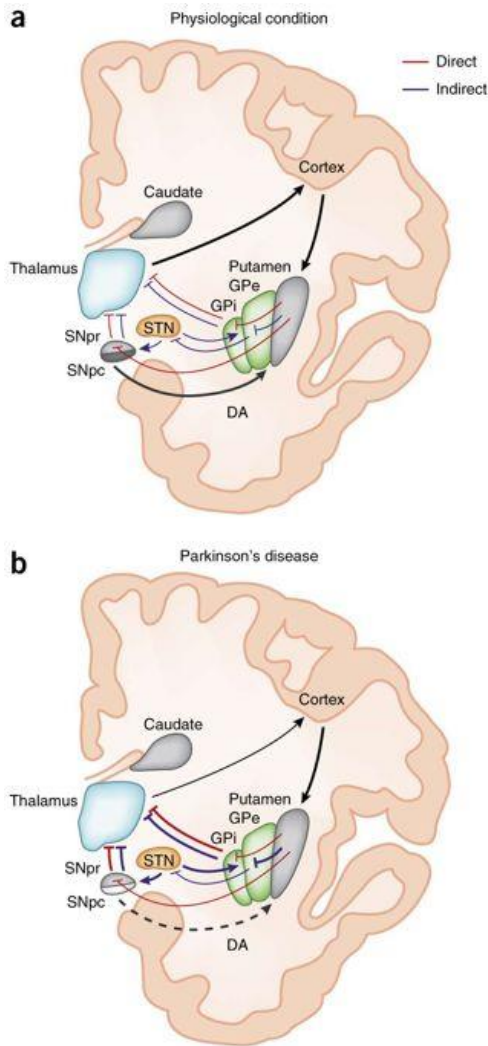 a
Physiological condition
Direct
Indirect
Cortex
Caudate
Thalamus
Putamen
GPe
GPi
STN
SNpr
SNpc
DA
b
Parkinson's disease
Cortex
Caudate
Thalamus
Putamen
GPe
GPi
STN
SNpr
SNpc
DA